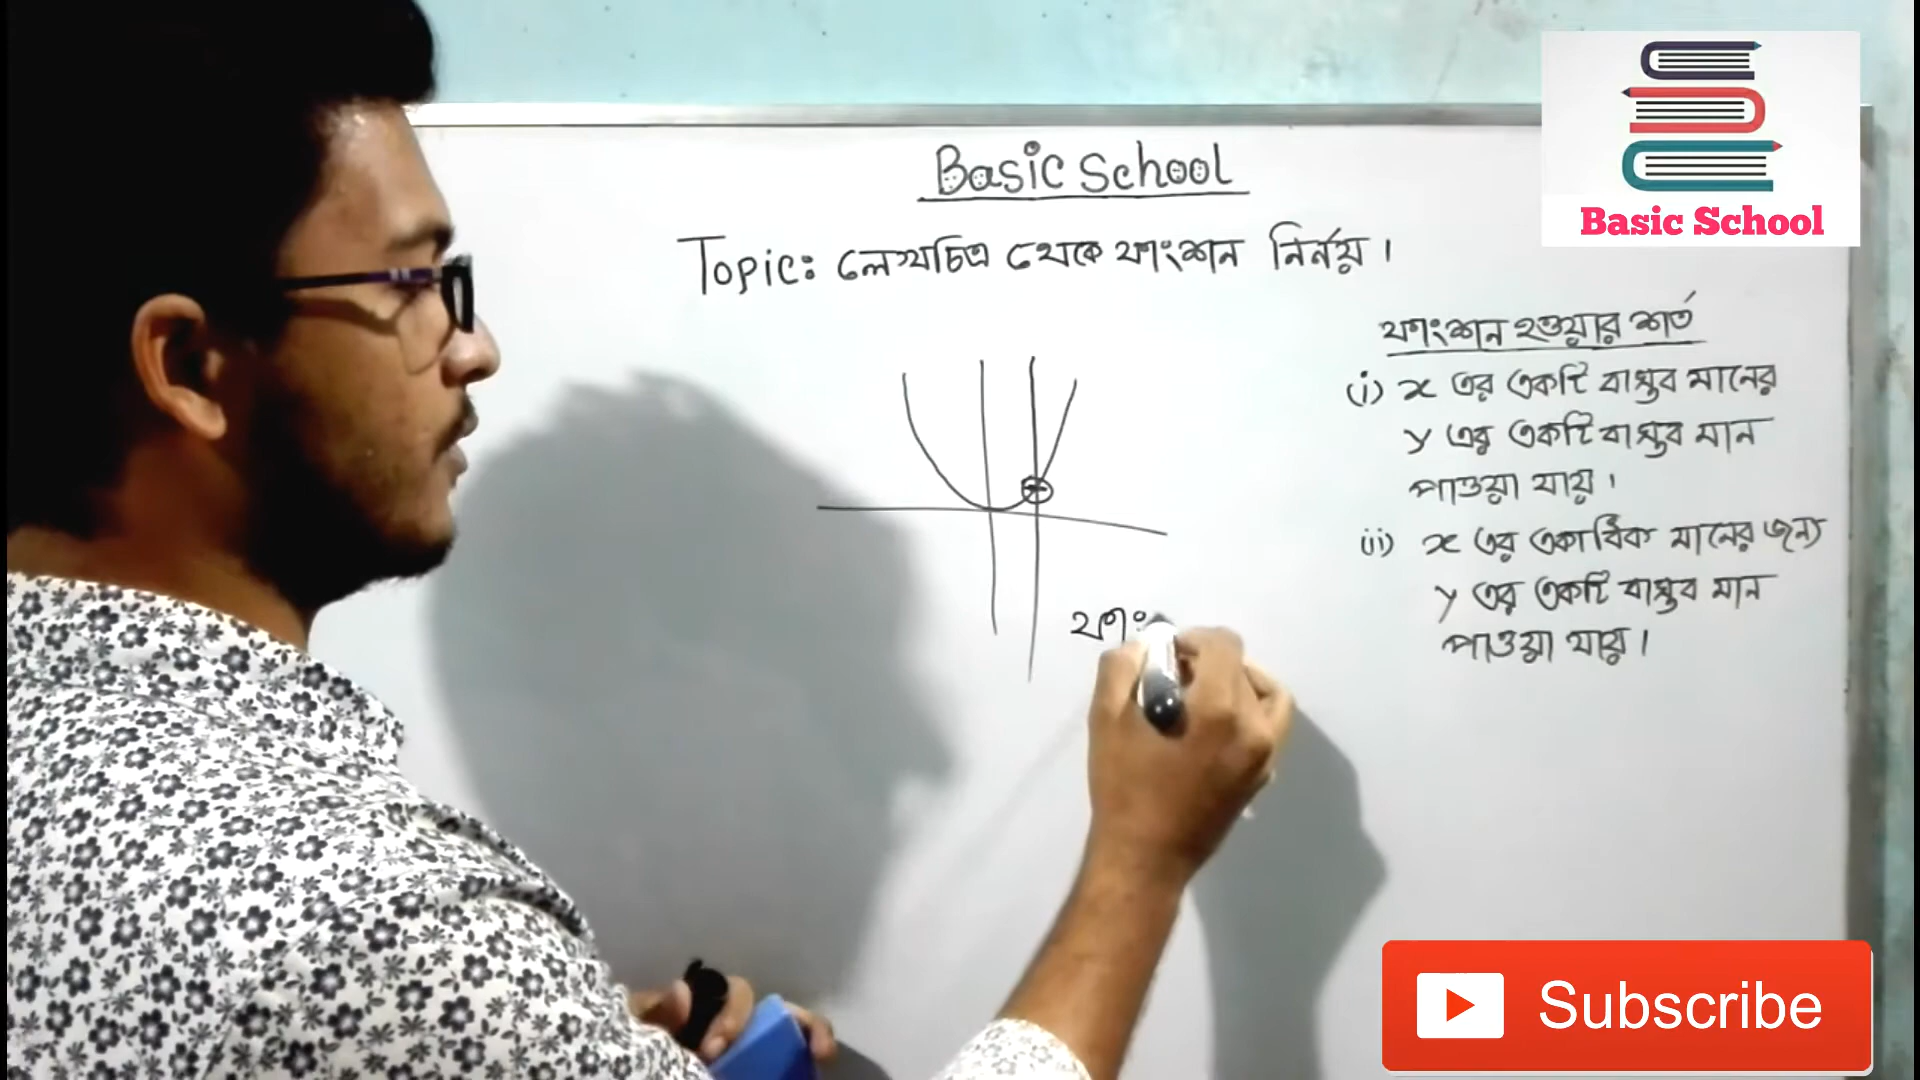 Basic School
Topic: লেখচিত্র থেকে ফাংশন নির্নয়।
ফাংশন হওয়ার শর্ত
(i) x এর একটি বাস্তব মানের
y এর একটি বাস্তব মান
পাওয়া যায়।
(ii) x এর একাধিক মানের জন্য
y এর একটি বাস্তব মান
পাওয়া যায়।
ফাং
Basic School
Subscribe